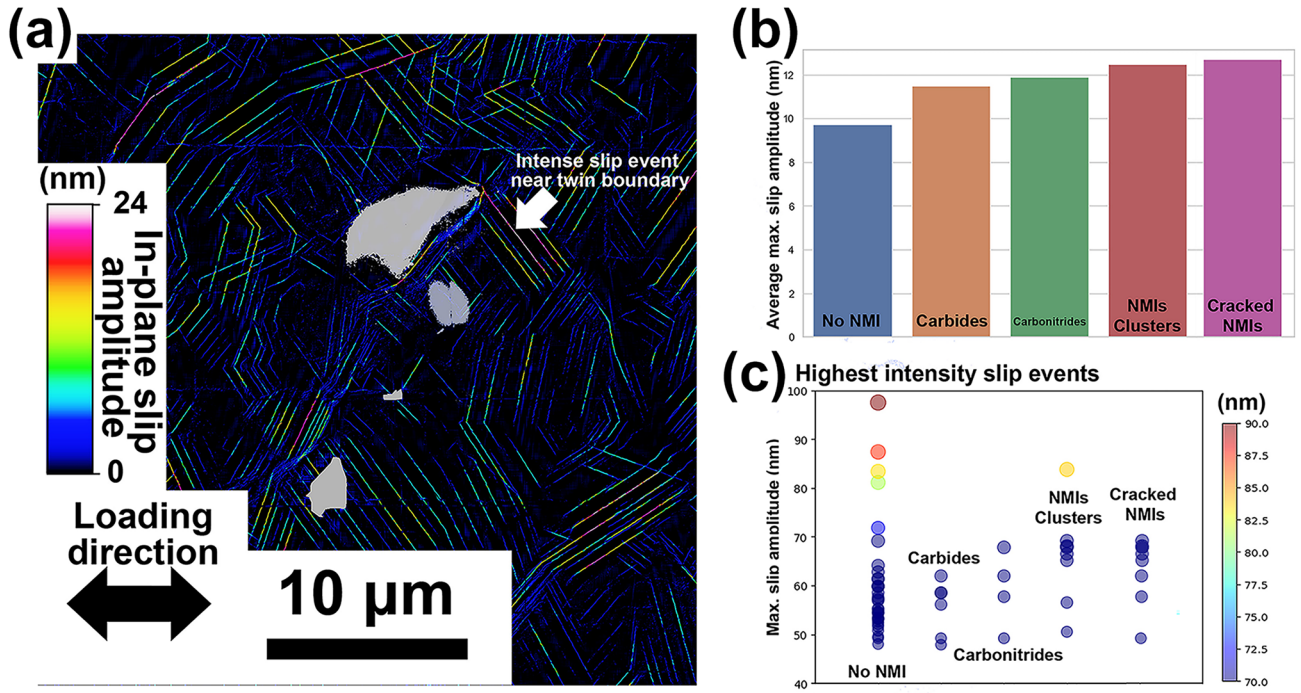 (a)
Intense slip event
near twin boundary
(nm)
24
In-plane slip
amplitude
0
Loading
direction
10 µm
(b)
Average max. slip amplitude (nm)
12
10
8
6
4
2
0
No NMI
Carbides
Carbonitrides
NMIs
Clusters
Cracked
NMIs
(c)
Highest intensity slip events
Max. slip amplitude (nm)
100
90
80
70
60
50
40
No NMI
Carbides
Carbonitrides
NMIs
Clusters
Cracked
NMIs
(nm)
90.0
87.5
85.0
82.5
80.0
77.5
75.0
72.5
70.0